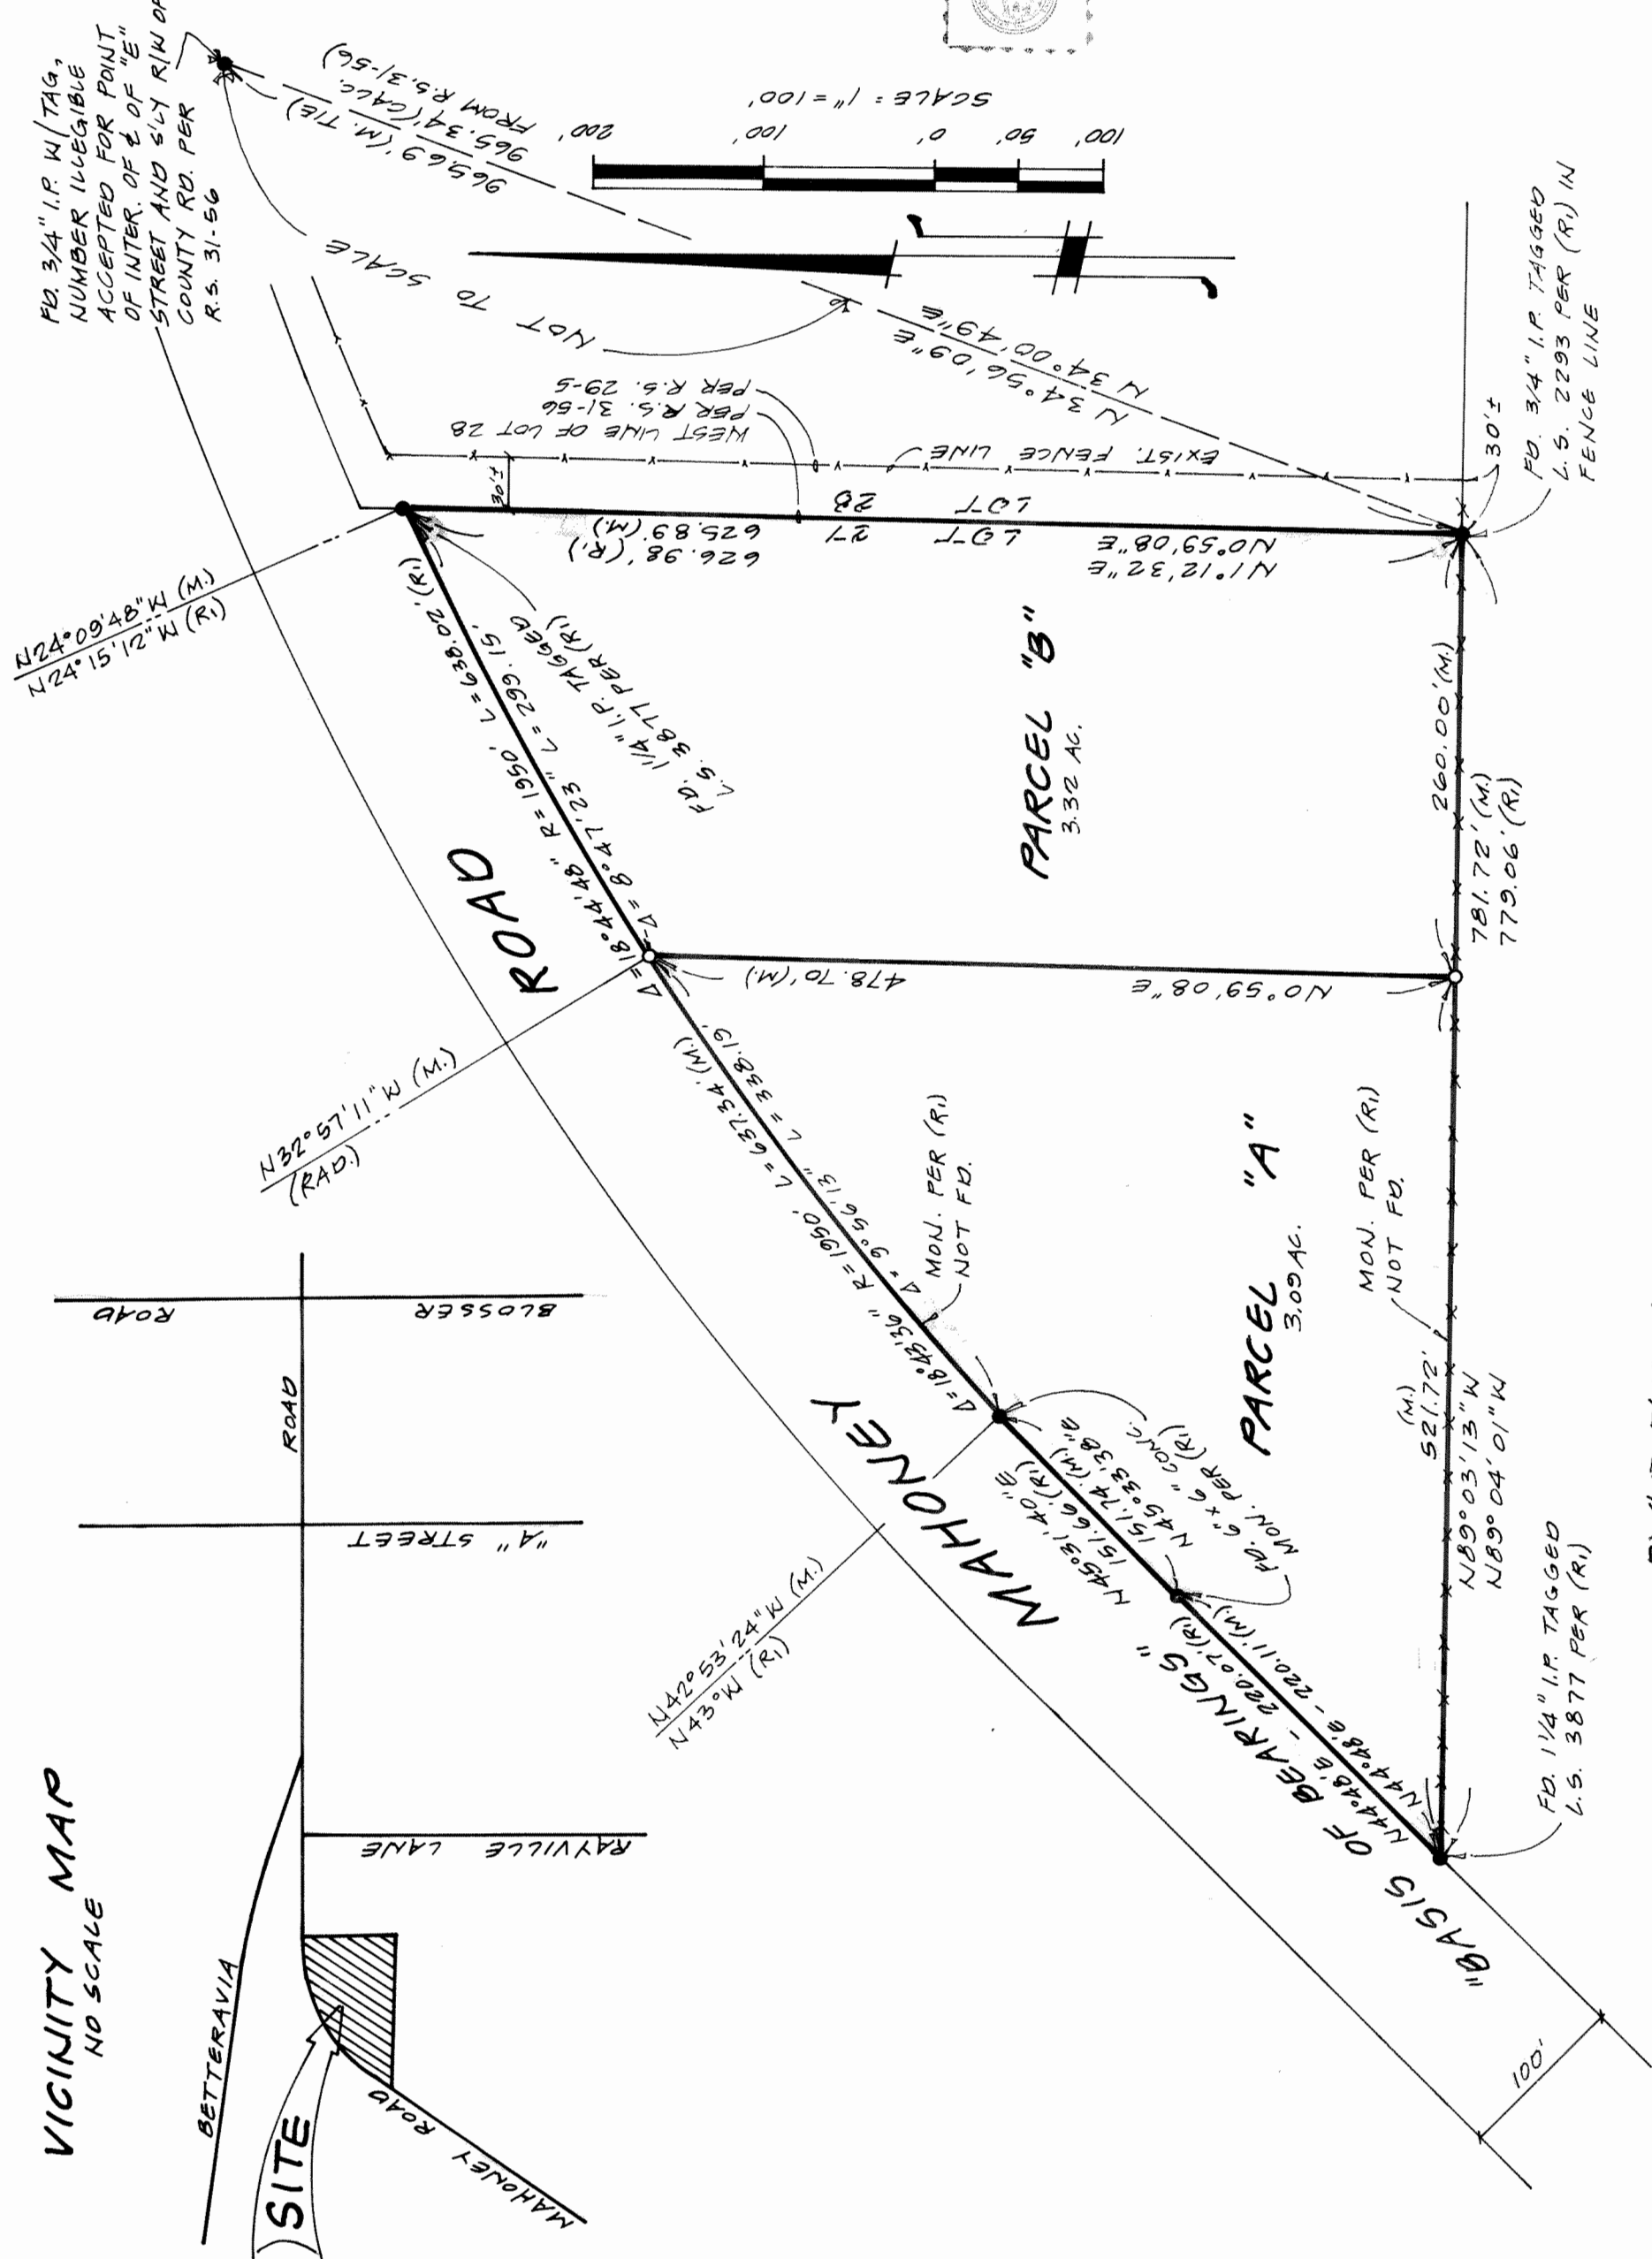 VICINITY MAP
NO SCALE
BETTERAVIA
ROAD
SITE
MAHONEY ROAD
RAYVILLE LANE
"A" STREET
BLOSSER ROAD
FD. 3/4" I.P. W/TAG,
NUMBER ILLEGIBLE
ACCEPTED FOR POINT
OF INTER. OF ℄ OF "E"
STREET AND S'LY R/W OF
COUNTY RD. PER
R.S. 31-56
965.69' (M. TIE)
965.34' (CALC.
FROM R.S. 31-56)
SCALE : 1"=100'
100' 50' 0' 100' 200'
NOT TO SCALE
N 34° 56' 09" E
N 34° 00' 49" E
WEST LINE OF LOT 28
PER R.S. 31-56
PER R.S. 29-5
EXIST. FENCE LINE
30'±
LOT 28
LOT 27
626.98' (R1)
625.89' (M.)
N1°12'32"E
N0°59'08"E
30'±
FD. 3/4" I.P. TAGGED
L.S. 2293 PER (R1) IN
FENCE LINE
N24°09'48"W (M.)
N24°15'12"W (R1)
Δ=18°44'48" R=1950' L=638.02' (R1)
Δ= 8°47'23" L=299.15'
FD. 1 1/4" I.P. TAGGED
L.S. 3877 PER (R1)
PARCEL "B"
3.32 AC.
260.00' (M.)
781.72' (M.)
779.06' (R1)
N32°57'11"W (M.)
(RAD.)
478.70' (M.)
N0°59'08"E
MAHONEY ROAD
Δ=18°43'36" R=1950' L=637.34' (M.)
Δ= 9°56'13" L=338.19'
MON. PER (R1)
NOT FD.
PARCEL "A"
3.09 AC.
MON. PER (R1)
NOT FD.
521.72' (M.)
N89°03'13"W
N89°04'01"W
N42°53'24"W (M.)
N43°W (R1)
N45°31'40"E
151.66' (R1)
151.74' (M.)
N45°33'38"E
FD. 6" x 6" CONC.
MON. PER (R1)
"BASIS OF BEARINGS"
N44°48'E - 220.07' (R1)
N44°48'E - 220.11' (M.)
FD. 1 1/4" I.P. TAGGED
L.S. 3877 PER (R1)
100'